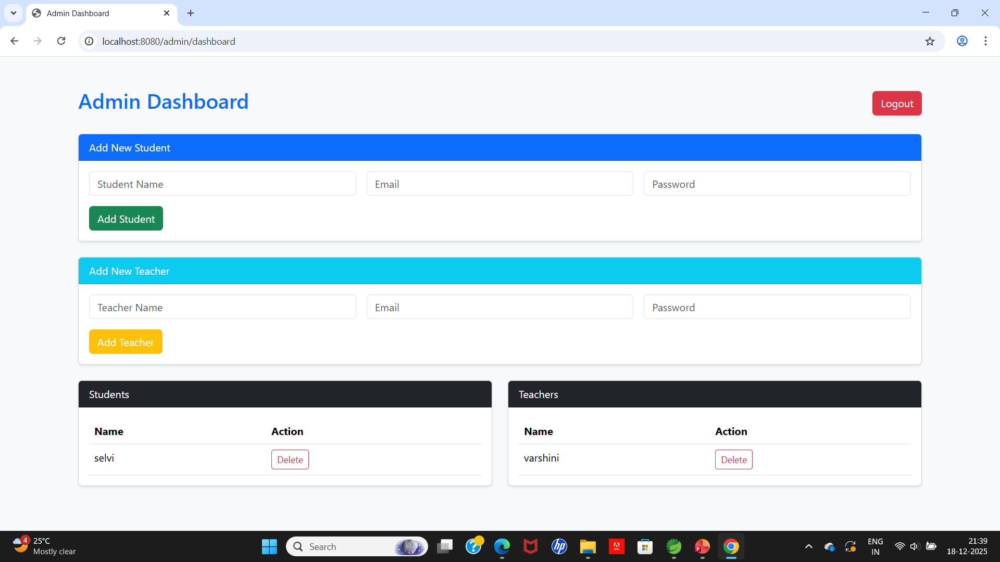 Admin Dashboard
localhost:8080/admin/dashboard
Admin Dashboard
Logout
Add New Student
Student Name
Email
Password
Add Student
Add New Teacher
Teacher Name
Email
Password
Add Teacher
Students
Name
Action
selvi
Delete
Teachers
Name
Action
varshini
Delete
4
25°C
Mostly clear
Search
hp
P
ENG
IN
21:39
18-12-2025